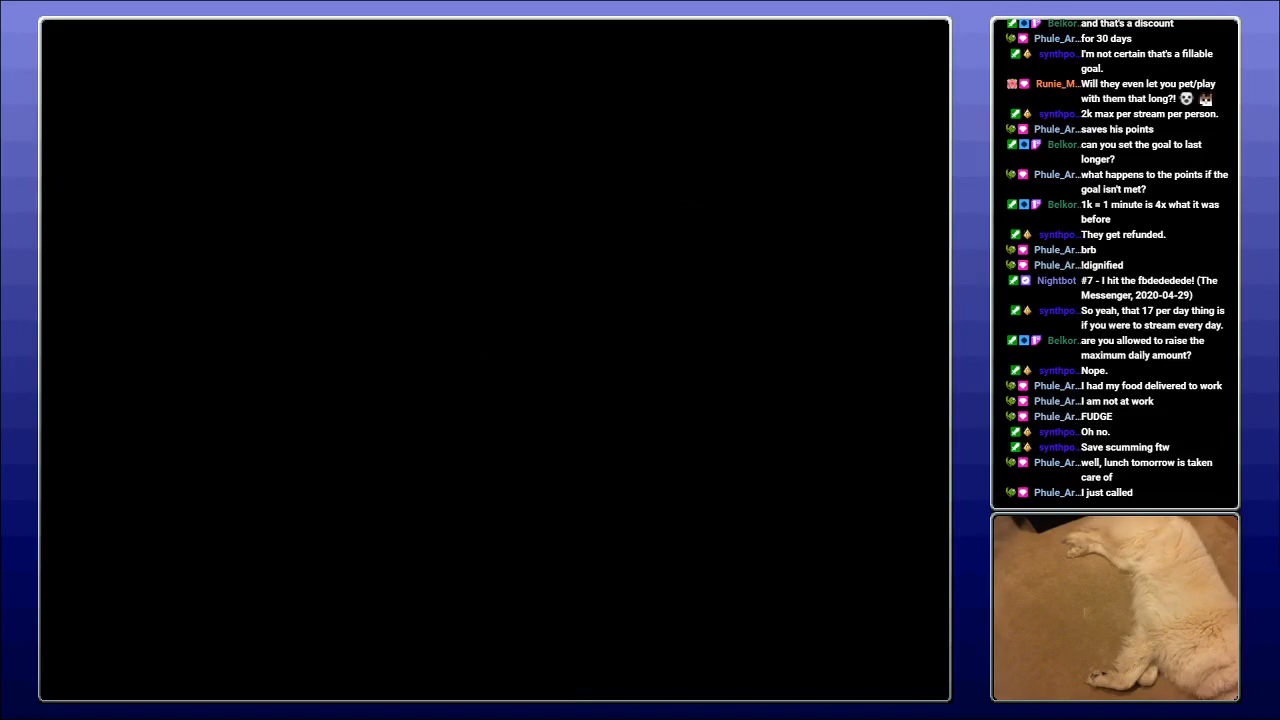 Belkor.. and that's a discount
Phule_Ar... for 30 days
synthpo.. I'm not certain that's a fillable
goal.
Runie_M... Will they even let you pet/play
with them that long?!
synthpo.. 2k max per stream per person.
Phule_Ar... saves his points
Belkor.. can you set the goal to last
longer?
Phule_Ar... what happens to the points if the
goal isn't met?
Belkor.. 1k = 1 minute is 4x what it was
before
synthpo.. They get refunded.
Phule_Ar... brb
Phule_Ar... !dignified
Nightbot #7 - I hit the fbdededede! (The
Messenger, 2020-04-29)
synthpo.. So yeah, that 17 per day thing is
if you were to stream every day.
Belkor.. are you allowed to raise the
maximum daily amount?
synthpo.. Nope.
Phule_Ar... I had my food delivered to work
Phule_Ar... I am not at work
Phule_Ar... FUDGE
synthpo.. Oh no.
synthpo.. Save scumming ftw
Phule_Ar... well, lunch tomorrow is taken
care of
Phule_Ar... I just called